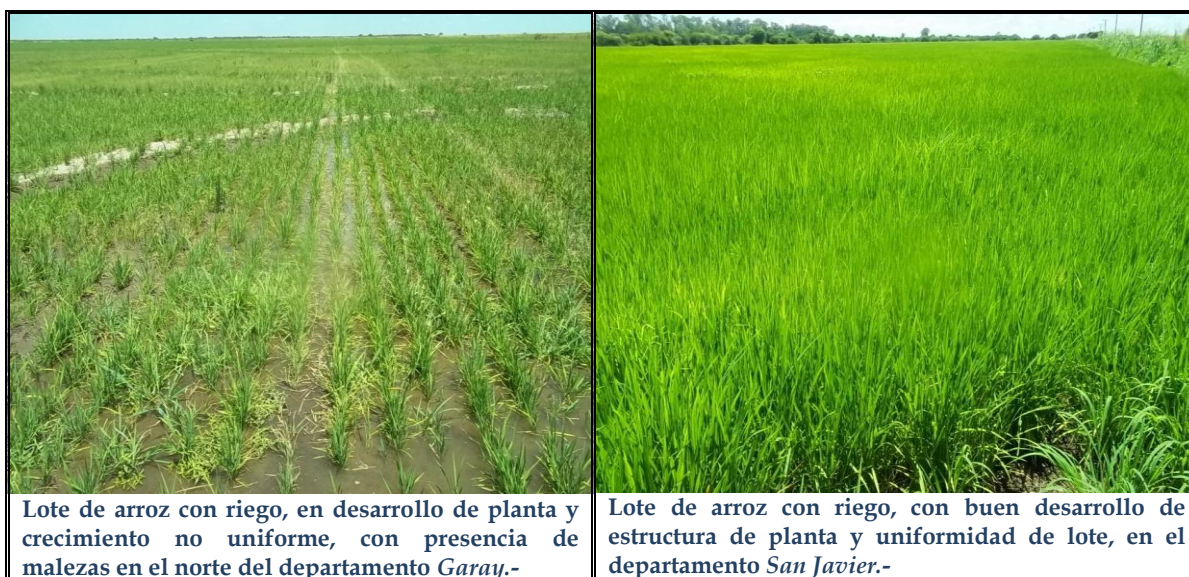 Lote de arroz con riego, en desarrollo de planta y
crecimiento no uniforme, con presencia de
malezas en el norte del departamento Garay.-
Lote de arroz con riego, con buen desarrollo de
estructura de planta y uniformidad de lote, en el
departamento San Javier.-